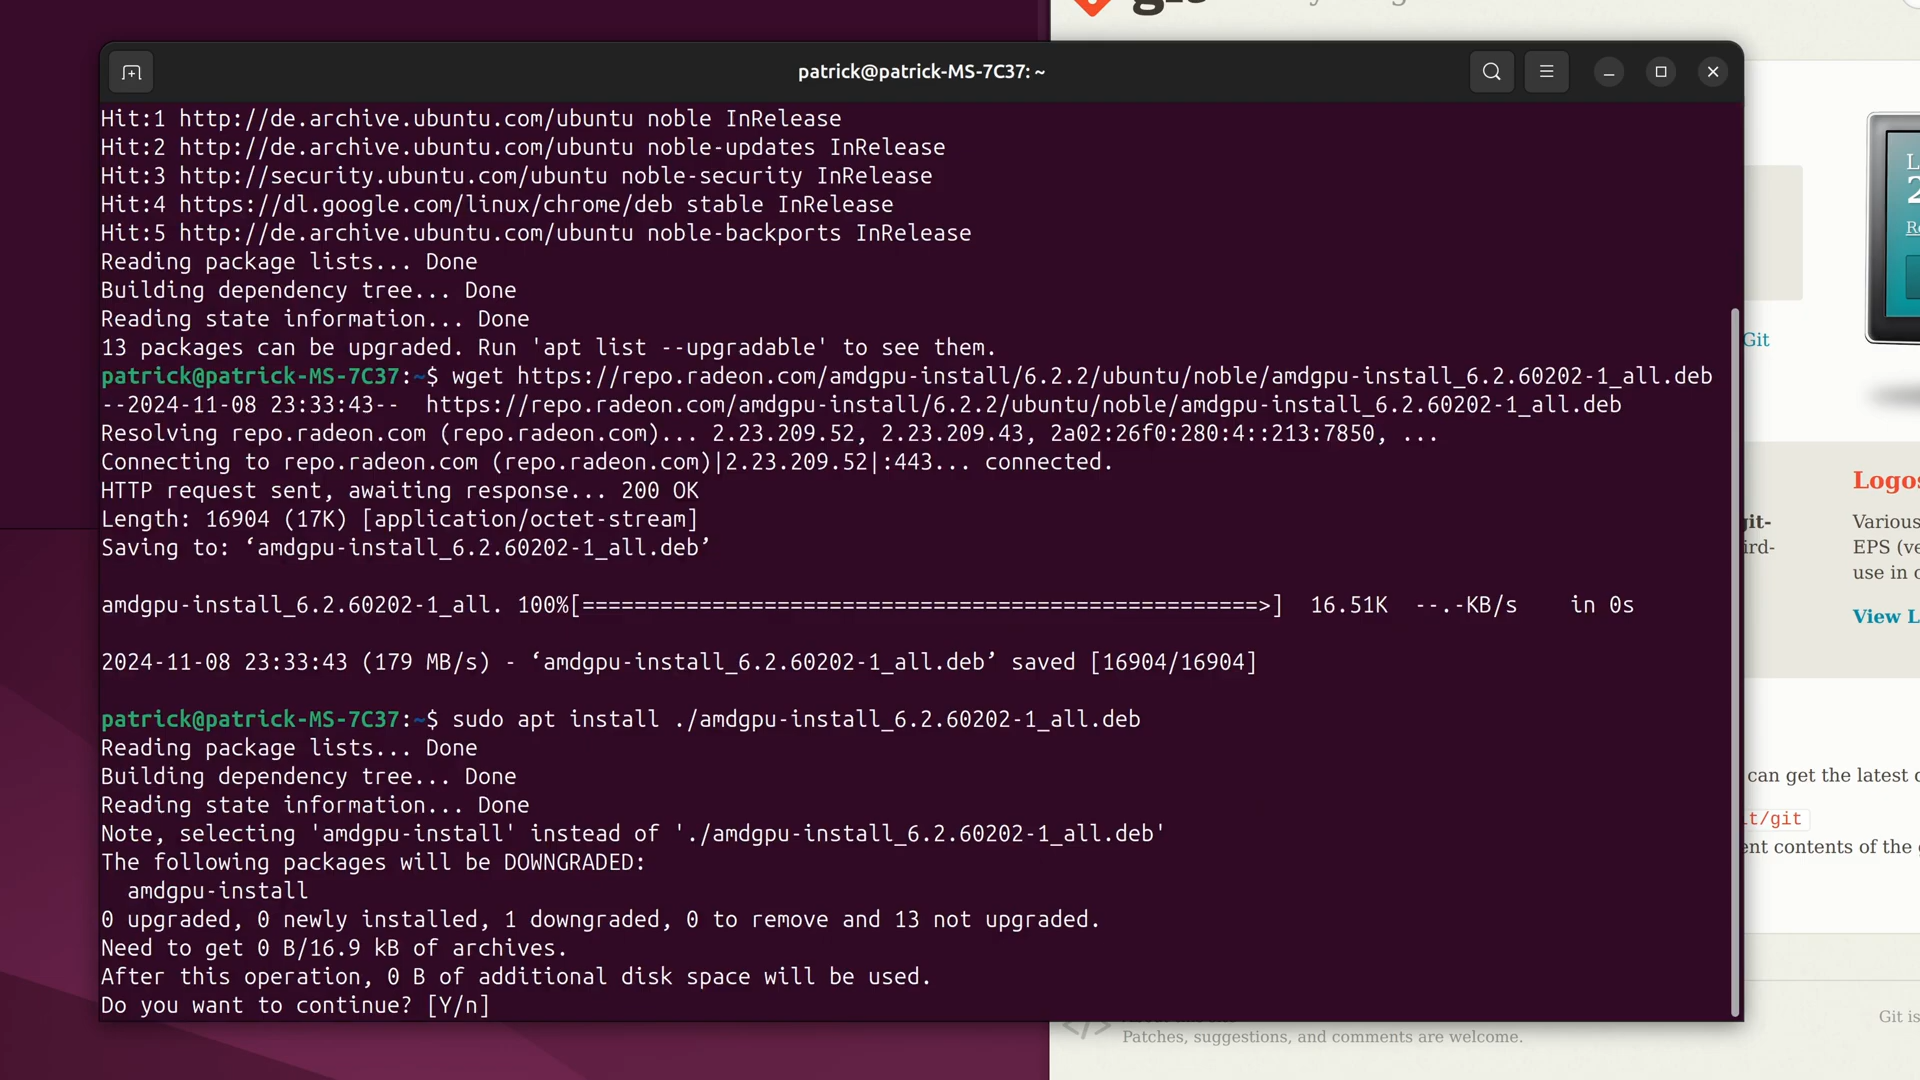 patrick@patrick-MS-7C37: ~
Hit:1 http://de.archive.ubuntu.com/ubuntu noble InRelease
Hit:2 http://de.archive.ubuntu.com/ubuntu noble-updates InRelease
Hit:3 http://security.ubuntu.com/ubuntu noble-security InRelease
Hit:4 https://dl.google.com/linux/chrome/deb stable InRelease
Hit:5 http://de.archive.ubuntu.com/ubuntu noble-backports InRelease
Reading package lists... Done
Building dependency tree... Done
Reading state information... Done
13 packages can be upgraded. Run 'apt list --upgradable' to see them.
patrick@patrick-MS-7C37:~$ wget https://repo.radeon.com/amdgpu-install/6.2.2/ubuntu/noble/amdgpu-install_6.2.60202-1_all.deb
--2024-11-08 23:33:43--  https://repo.radeon.com/amdgpu-install/6.2.2/ubuntu/noble/amdgpu-install_6.2.60202-1_all.deb
Resolving repo.radeon.com (repo.radeon.com)... 2.23.209.52, 2.23.209.43, 2a02:26f0:280:4::213:7850, ...
Connecting to repo.radeon.com (repo.radeon.com)|2.23.209.52|:443... connected.
HTTP request sent, awaiting response... 200 OK
Length: 16904 (17K) [application/octet-stream]
Saving to: ‘amdgpu-install_6.2.60202-1_all.deb’
amdgpu-install_6.2.60202-1_all. 100%[====================================================>]  16.51K  --.-KB/s    in 0s
2024-11-08 23:33:43 (179 MB/s) - ‘amdgpu-install_6.2.60202-1_all.deb’ saved [16904/16904]
patrick@patrick-MS-7C37:~$ sudo apt install ./amdgpu-install_6.2.60202-1_all.deb
Reading package lists... Done
Building dependency tree... Done
Reading state information... Done
Note, selecting 'amdgpu-install' instead of './amdgpu-install_6.2.60202-1_all.deb'
The following packages will be DOWNGRADED:
  amdgpu-install
0 upgraded, 0 newly installed, 1 downgraded, 0 to remove and 13 not upgraded.
Need to get 0 B/16.9 kB of archives.
After this operation, 0 B of additional disk space will be used.
Do you want to continue? [Y/n]
Git
Logos
git-
Various
ird-
EPS (ve
use in
View L
can get the latest
it/git
ent contents of the
Git is
Patches, suggestions, and comments are welcome.